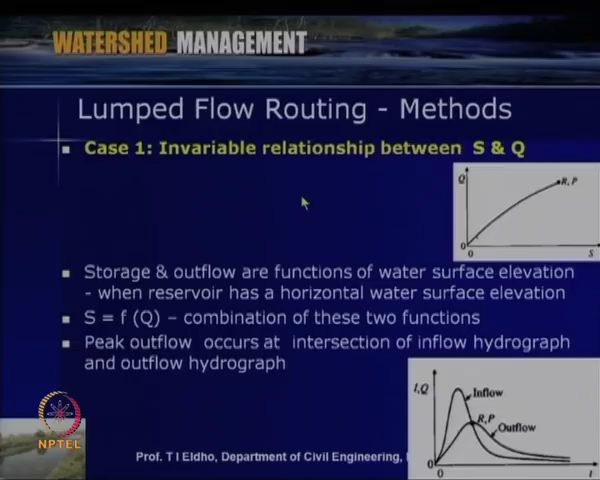 WATERSHED MANAGEMENT
Lumped Flow Routing - Methods
Case 1: Invariable relationship between S & Q
Q
R, P
0
0
S
Storage & outflow are functions of water surface elevation
- when reservoir has a horizontal water surface elevation
S = f (Q) – combination of these two functions
Peak outflow occurs at intersection of inflow hydrograph
and outflow hydrograph
I,Q
Inflow
R, P
Outflow
0
0
t
NPTEL
Prof. T I Eldho, Department of Civil Engineering,